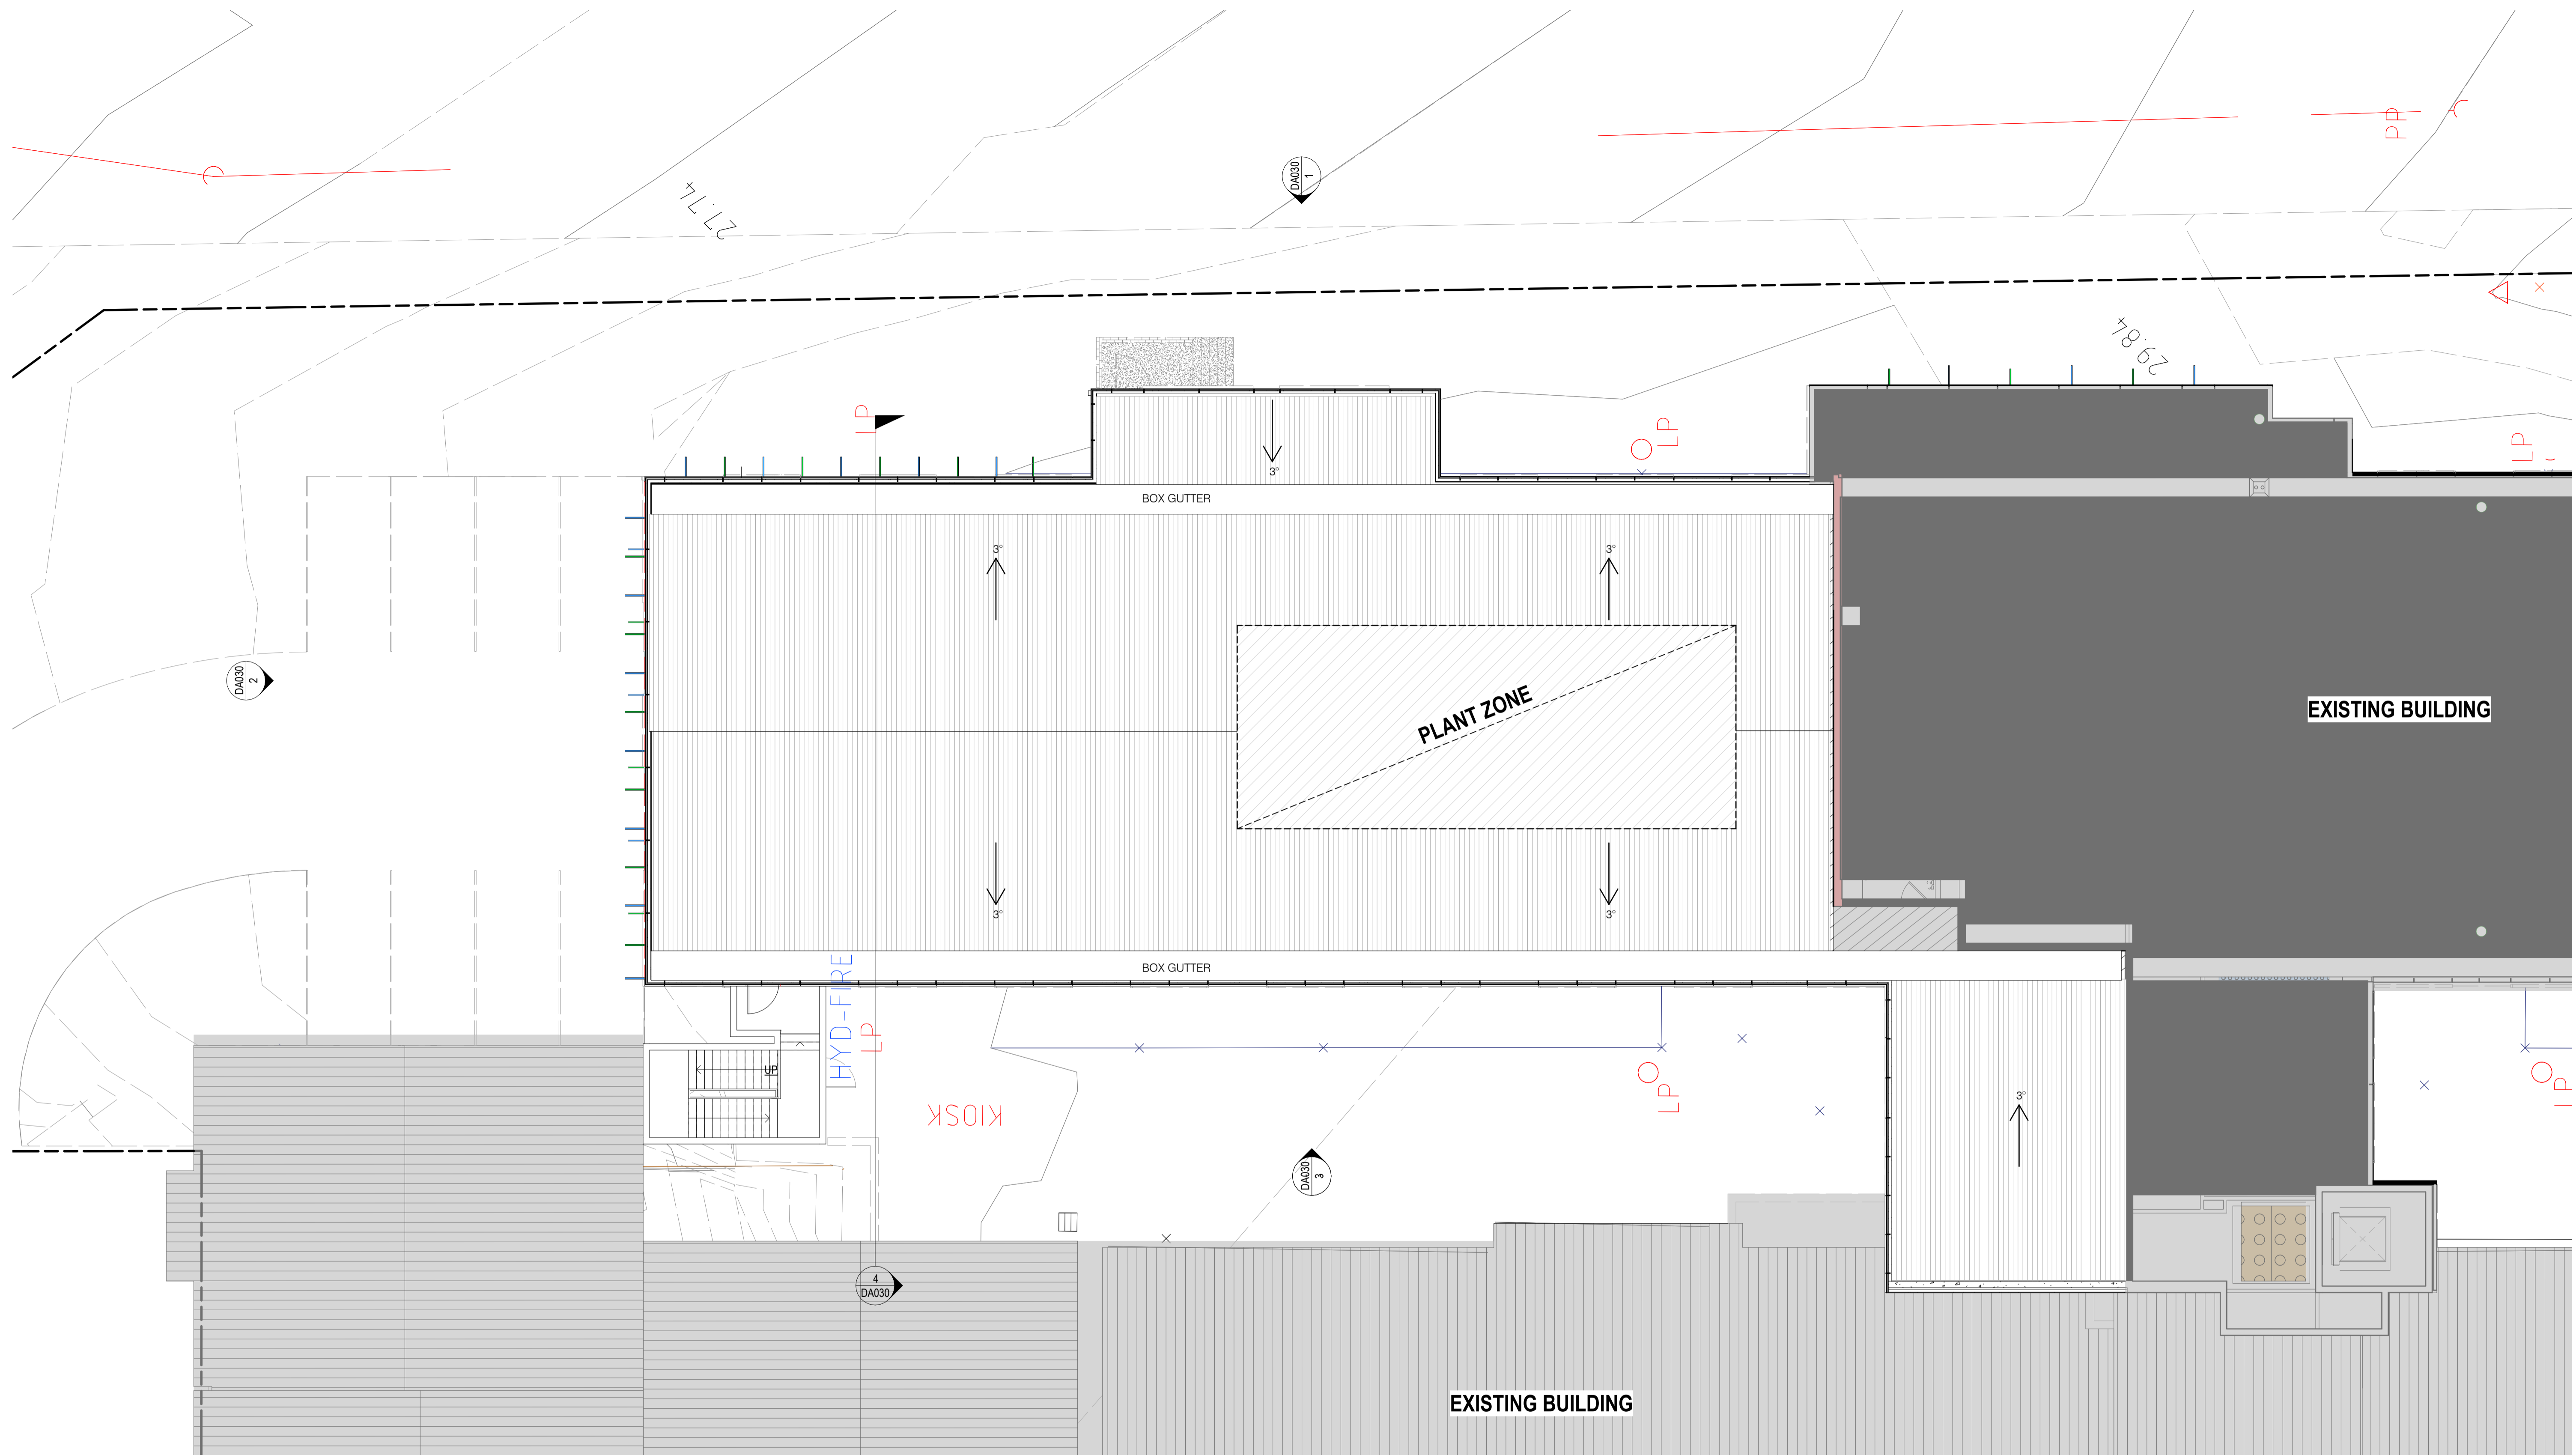 PP
DA030
1
27.74
29.84
LP
LP
LP
BOX GUTTER
3°
3°
3°
DA030
2
PLANT ZONE
EXISTING BUILDING
3°
3°
BOX GUTTER
HYD-FIRE
LP
UP
KIOSK
LP
LP
3°
DA030
3
4
DA030
EXISTING BUILDING